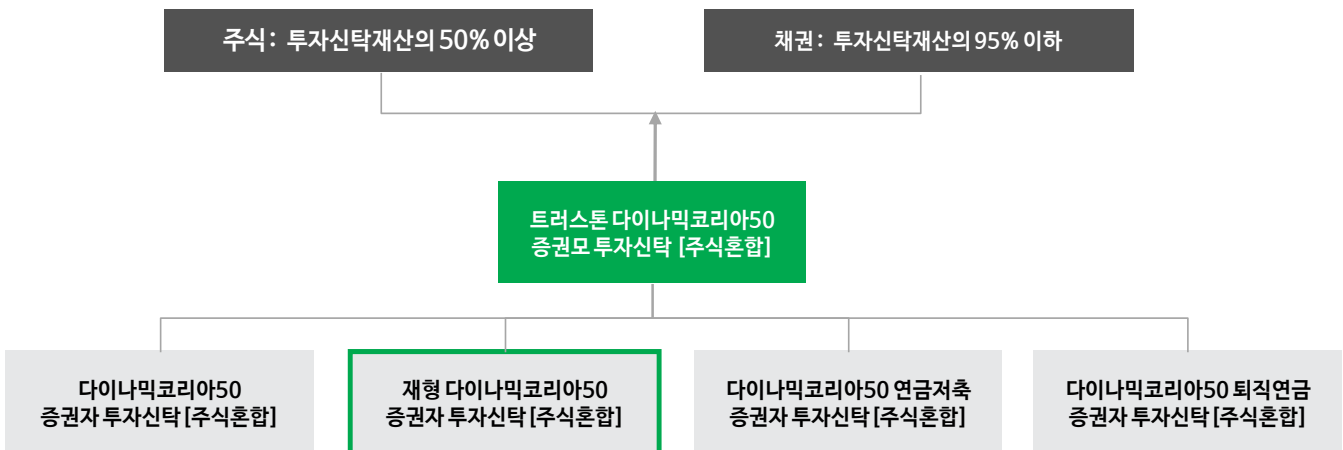 주식: 투자신탁재산의 50% 이상
채권: 투자신탁재산의 95% 이하
트러스톤 다이나믹코리아50
증권모 투자신탁 [주식혼합]
다이나믹코리아50
증권자 투자신탁 [주식혼합]
재형 다이나믹코리아50
증권자 투자신탁 [주식혼합]
다이나믹코리아50 연금저축
증권자 투자신탁 [주식혼합]
다이나믹코리아50 퇴직연금
증권자 투자신탁 [주식혼합]